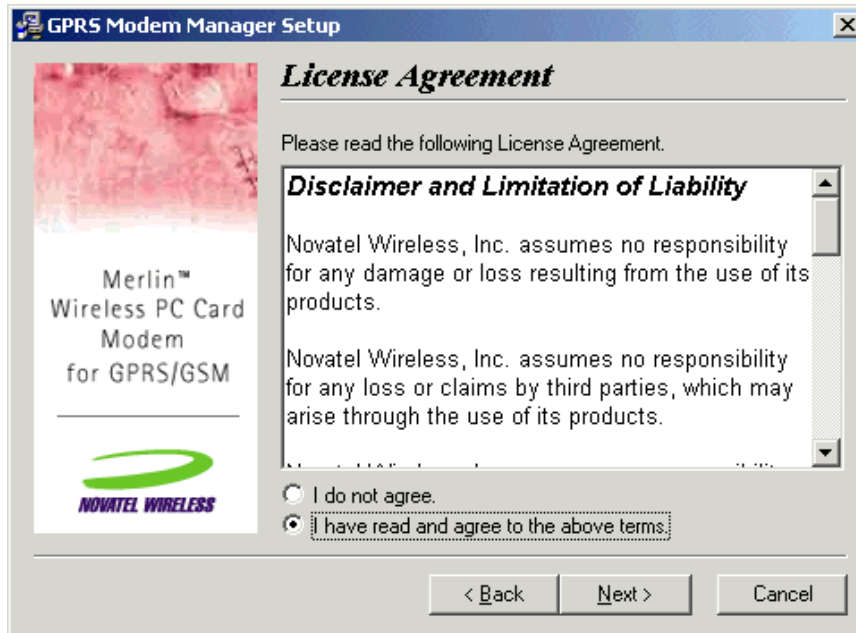 GPRS Modem Manager Setup
License Agreement
Please read the following License Agreement.
Disclaimer and Limitation of Liability
Novatel Wireless, Inc. assumes no responsibility
for any damage or loss resulting from the use of its
products.
Novatel Wireless, Inc. assumes no responsibility
for any loss or claims by third parties, which may
arise through the use of its products.
Merlin™
Wireless PC Card
Modem
for GPRS/GSM
NOVATEL WIRELESS
I do not agree.
I have read and agree to the above terms.
< Back
Next >
Cancel